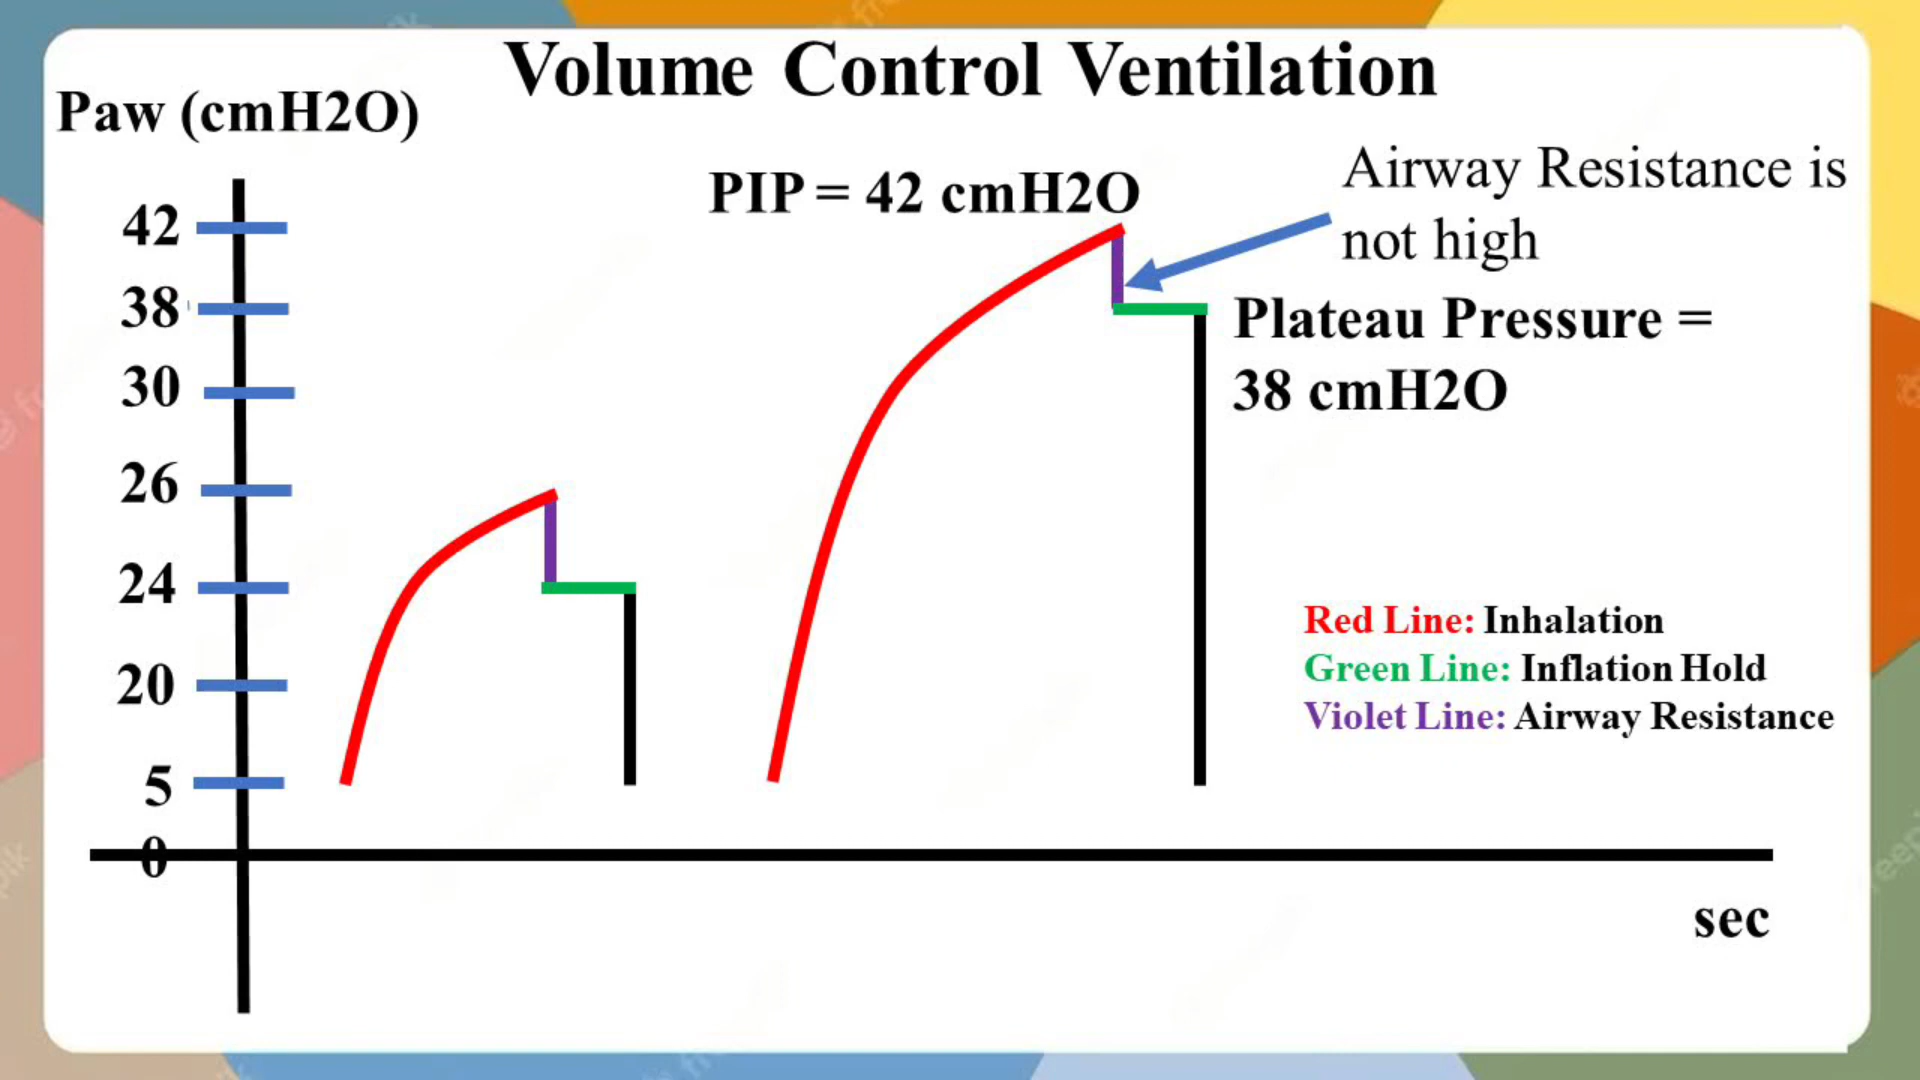 Volume Control Ventilation
Paw (cmH2O)
PIP = 42 cmH2O
Airway Resistance is
not high
Plateau Pressure =
38 cmH2O
42
38
30
26
24
20
5
0
Red Line: Inhalation
Green Line: Inflation Hold
Violet Line: Airway Resistance
sec